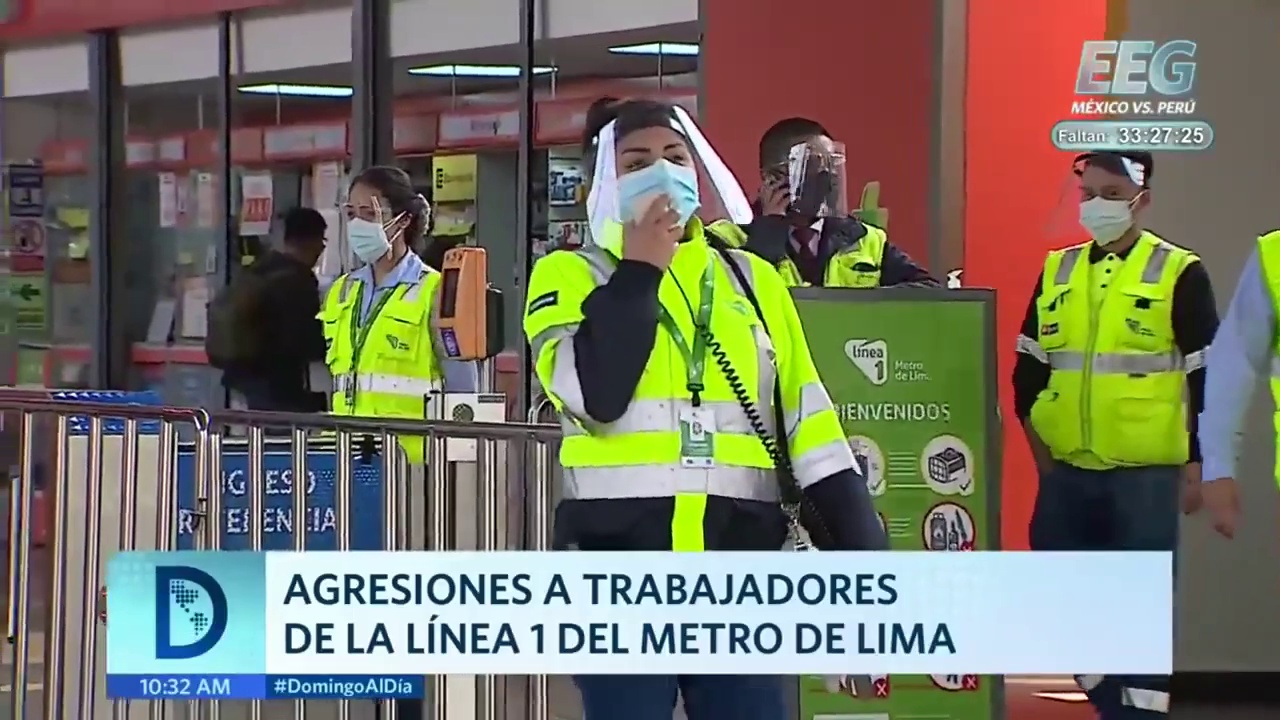 EEG
MÉXICO VS. PERÚ
Faltan: 33:27:25
línea
1
Metro
de Lim
BIENVENIDOS
D
AGRESIONES A TRABAJADORES
DE LA LÍNEA 1 DEL METRO DE LIMA
10:32 AM
#DomingoAlDía